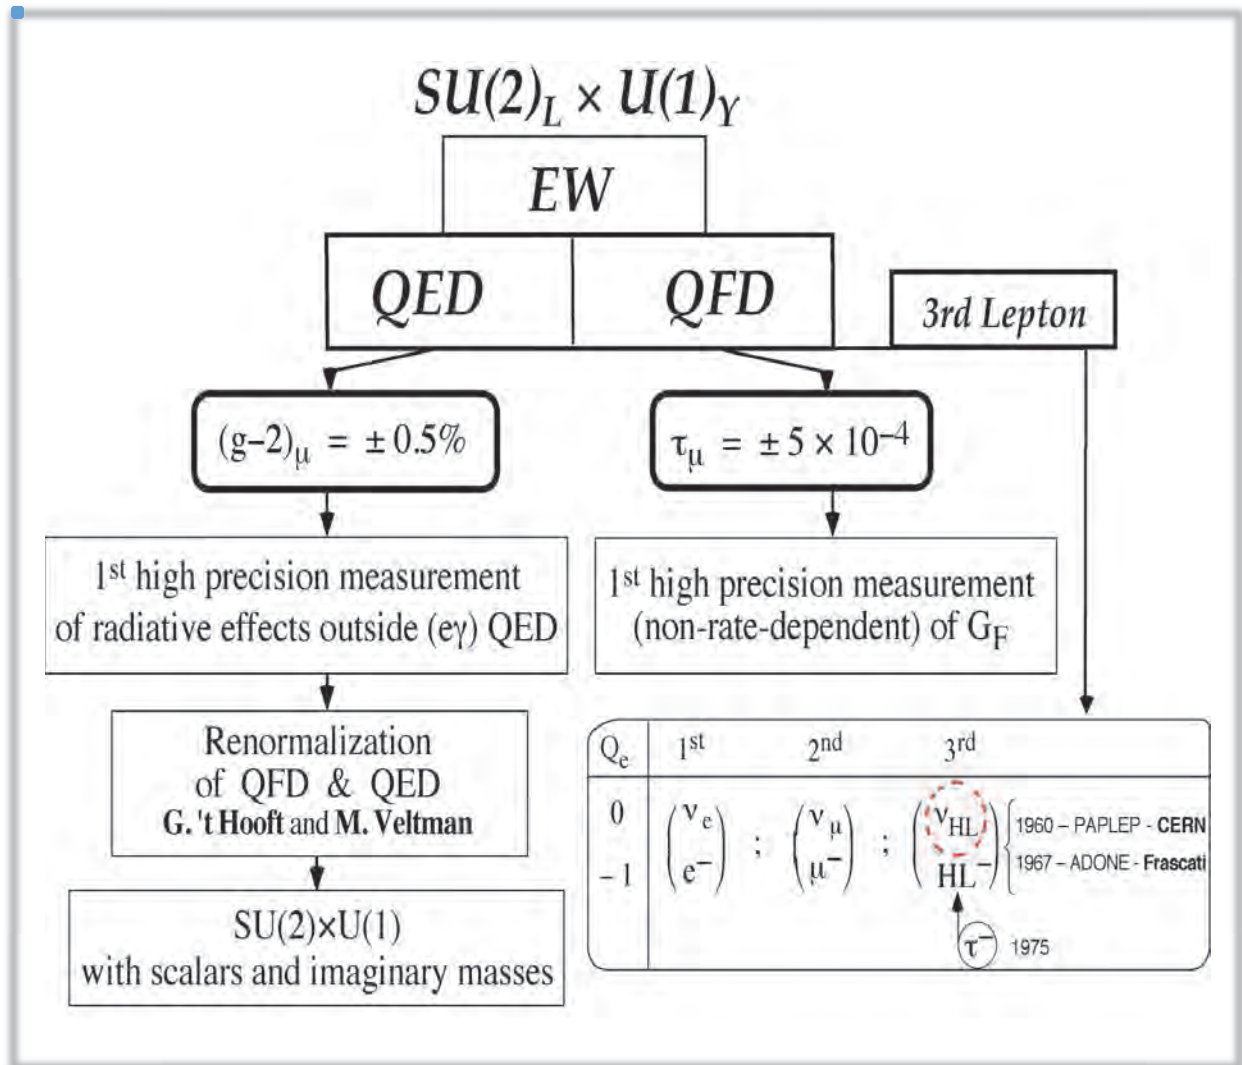 SU(2)L × U(1)Y
EW
QED QFD
3rd Lepton
(g–2)μ = ± 0.5%
τμ = ± 5 × 10–4
1st high precision measurement
of radiative effects outside (eγ) QED
1st high precision measurement
(non-rate-dependent) of GF
Renormalization
of QFD & QED
G. 't Hooft and M. Veltman
SU(2)×U(1)
with scalars and imaginary masses
Qe 1st 2nd 3rd
0 (νe ; (νμ ; (νHL) 1960 – PAPLEP - CERN
– 1 e–) μ–) HL– 1967 – ADONE - Frascati
τ– 1975